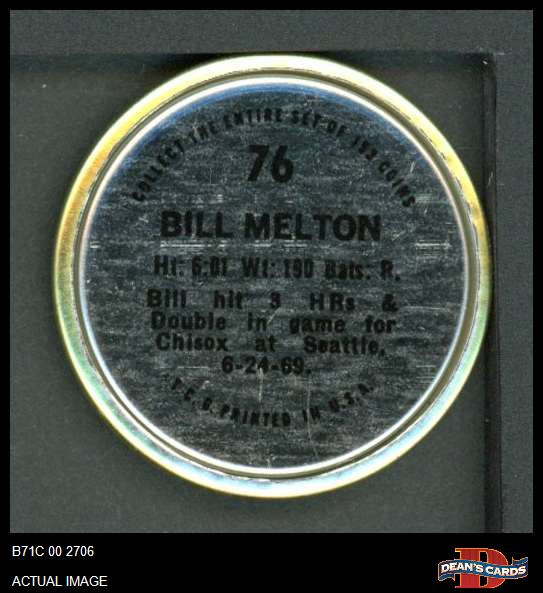 COLLECT THE ENTIRE SET OF 153 COINS
76
BILL MELTON
Ht: 6.01 Wt: 190 Bats: R.
Bill hit 3 HRs &
Double in game for
Chisox at Seattle,
6-24-69.
T.C.G. PRINTED IN U.S.A.
B71C 00 2706
ACTUAL IMAGE
D
DEAN'S CARDS